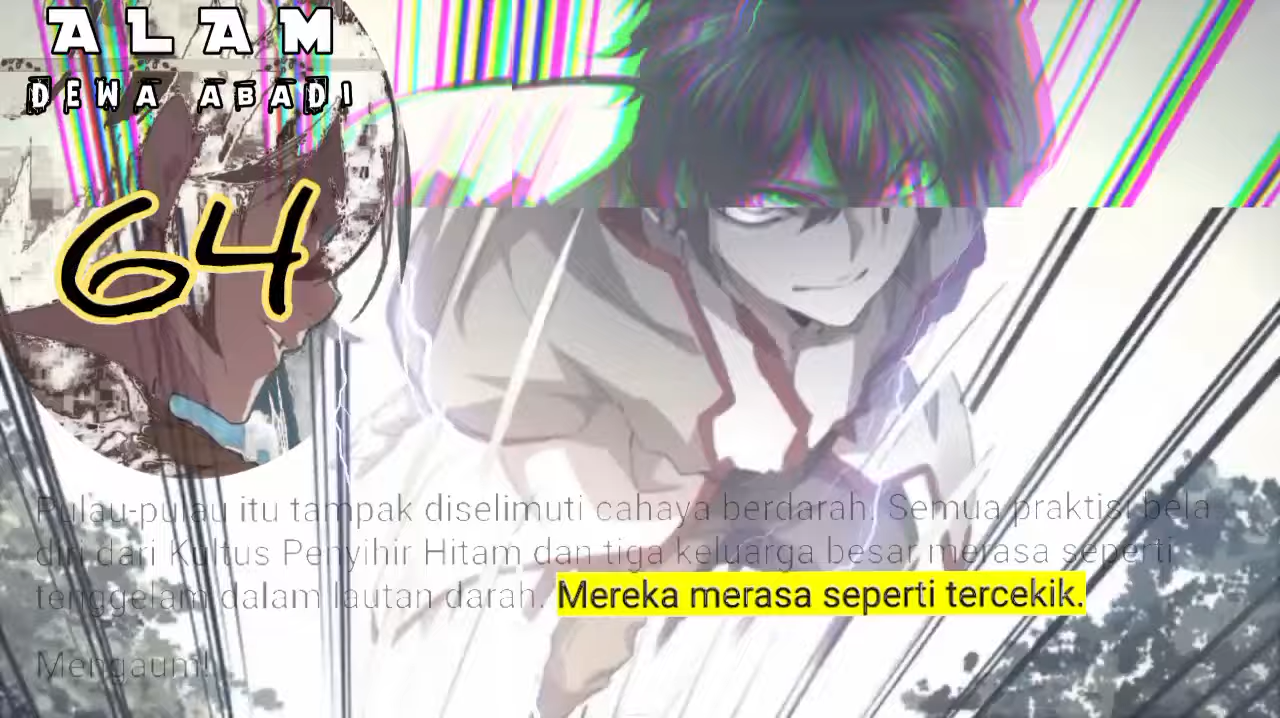 ALAM
DEWA ABADI
64
Pulau-pulau itu tampak diselimuti cahaya berdarah. Semua praktisi bela
diri dari Kultus Penyihir Hitam dan tiga keluarga besar merasa seperti
tenggelam dalam lautan darah. Mereka merasa seperti tercekik.
Mengaum!